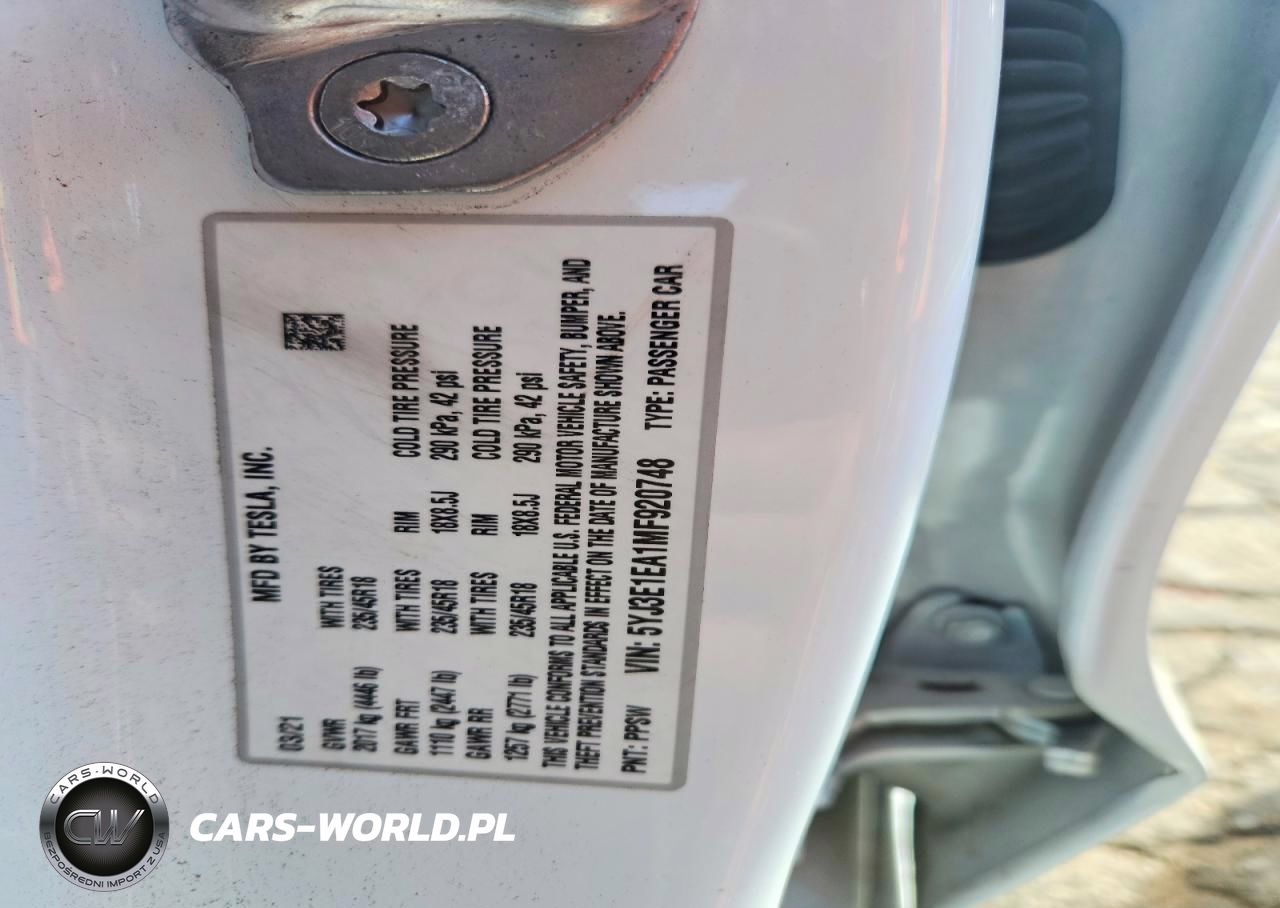 MFD BY TESLA, INC.
03/21
GVWR WITH TIRES
2017 kg (4446 lb) 235/45R18
GAWR FRT WITH TIRES RIM COLD TIRE PRESSURE
1110 kg (2447 lb) 235/45R18 18X8.5J 290 kPa, 42 psi
GAWR RR WITH TIRES RIM COLD TIRE PRESSURE
1257 kg (2771 lb) 235/45R18 18X8.5J 290 kPa, 42 psi
THIS VEHICLE CONFORMS TO ALL APPLICABLE U.S. FEDERAL MOTOR VEHICLE SAFETY, BUMPER, AND
THEFT PREVENTION STANDARDS IN EFFECT ON THE DATE OF MANUFACTURE SHOWN ABOVE.
PNT: PPSW VIN: 5YJ3E1EA1MF920748 TYPE: PASSENGER CAR
CARS-WORLD
CW
BEZPOŚREDNI IMPORT Z USA
CARS-WORLD.PL